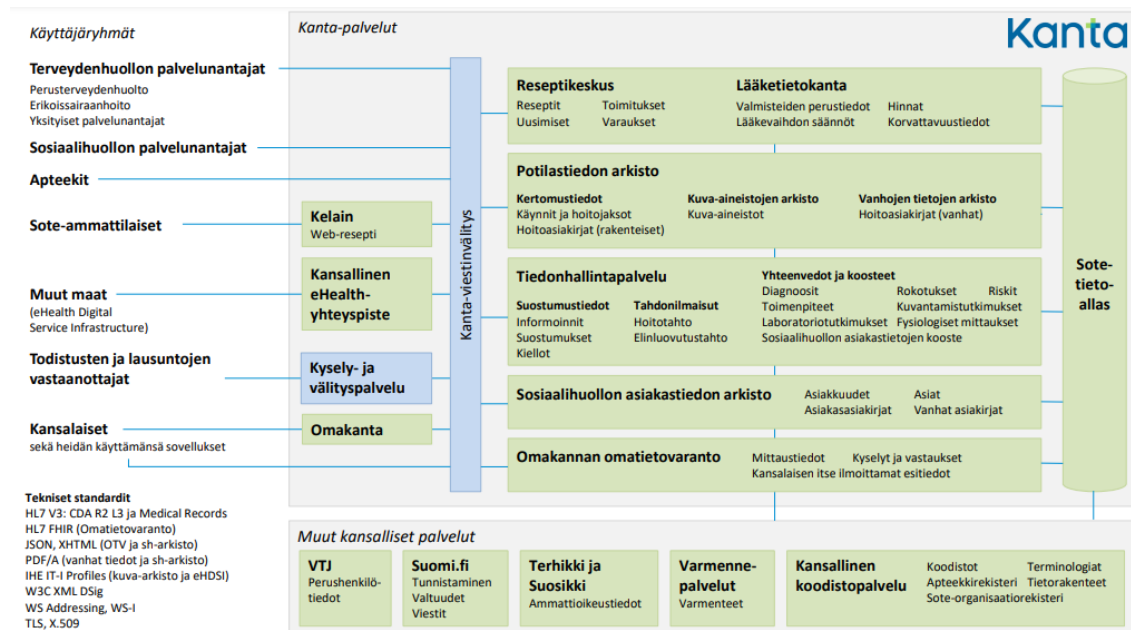 Käyttäjäryhmät
Terveydenhuollon palvelunantajat
Perusterveydenhuolto
Erikoissairaanhoito
Yksityiset palvelunantajat
Sosiaalihuollon palvelunantajat
Apteekit
Sote-ammattilaiset
Muut maat
(eHealth Digital
Service Infrastructure)
Todistusten ja lausuntojen
vastaanottajat
Kansalaiset
sekä heidän käyttämänsä sovellukset
Tekniset standardit
HL7 V3: CDA R2 L3 ja Medical Records
HL7 FHIR (Omatietovaranto)
JSON, XHTML (OTV ja sh-arkisto)
PDF/A (vanhat tiedot ja sh-arkisto)
IHE IT-I Profiles (kuva-arkisto ja eHDSI)
W3C XML DSig
WS Addressing, WS-I
TLS, X.509
Kanta-palvelut
Kanta
Kelain
Web-resepti
Kansallinen
eHealth-
yhteyspiste
Kysely- ja
välityspalvelu
Omakanta
Kanta-viestinvälitys
Reseptikeskus
Reseptit Toimitukset
Uusimiset Varaukset
Lääketietokanta
Valmisteiden perustiedot Hinnat
Lääkevaihdon säännöt Korvattavuustiedot
Potilastiedon arkisto
Kertomustiedot
Käynnit ja hoitojaksot
Hoitoasiakirjat (rakenteiset)
Kuva-aineistojen arkisto
Kuva-aineistot
Vanhojen tietojen arkisto
Hoitoasiakirjat (vanhat)
Tiedonhallintapalvelu
Suostumustiedot
Informoinnit
Suostumukset
Kiellot
Tahdonilmaisut
Hoitotahto
Elinluovutustahto
Yhteenvedot ja koosteet
Diagnoosit Rokotukset Riskit
Toimenpiteet Kuvantamistutkimukset
Laboratoriotutkimukset Fysiologiset mittaukset
Sosiaalihuollon asiakastietojen kooste
Sosiaalihuollon asiakastiedon arkisto
Asiakkuudet Asiat
Asiakasasiakirjat Vanhat asiakirjat
Omakannan omatietovaranto
Mittaustiedot Kyselyt ja vastaukset
Kansalaisen itse ilmoittamat esitiedot
Sote-
tieto-
allas
Muut kansalliset palvelut
VTJ
Perushenkilö-
tiedot
Suomi.fi
Tunnistaminen
Valtuudet
Viestit
Terhikki ja
Suosikki
Ammattioikeustiedot
Varmenne-
palvelut
Varmenteet
Kansallinen
koodistopalvelu
Koodistot Terminologiat
Apteekkirekisteri Tietorakenteet
Sote-organisaatiorekisteri